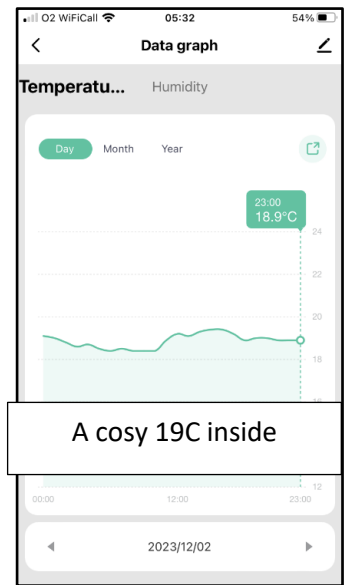 O2 WiFiCall 05:32 54%
Data graph
Temperatu... Humidity
Day Month Year
23:00
18.9°C
24
22
20
18
A cosy 19C inside
12
00:00 12:00 23:00
2023/12/02